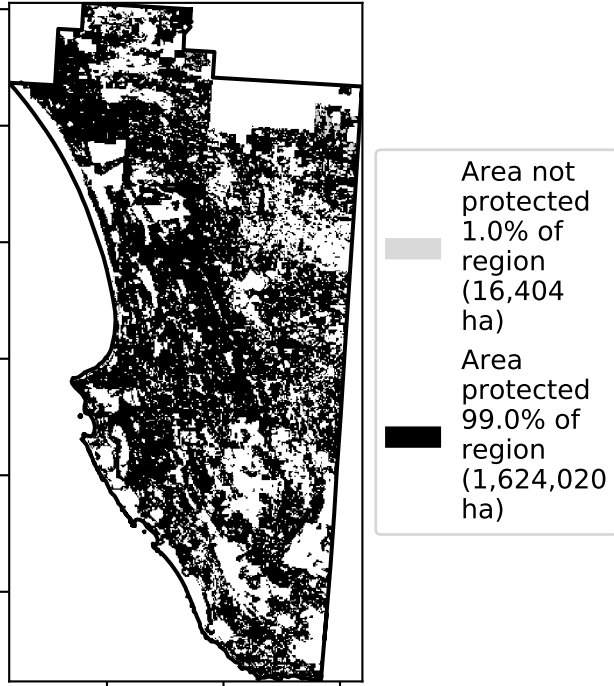 Area not
protected
1.0% of
region
(16,404
ha)
Area
protected
99.0% of
region
(1,624,020
ha)